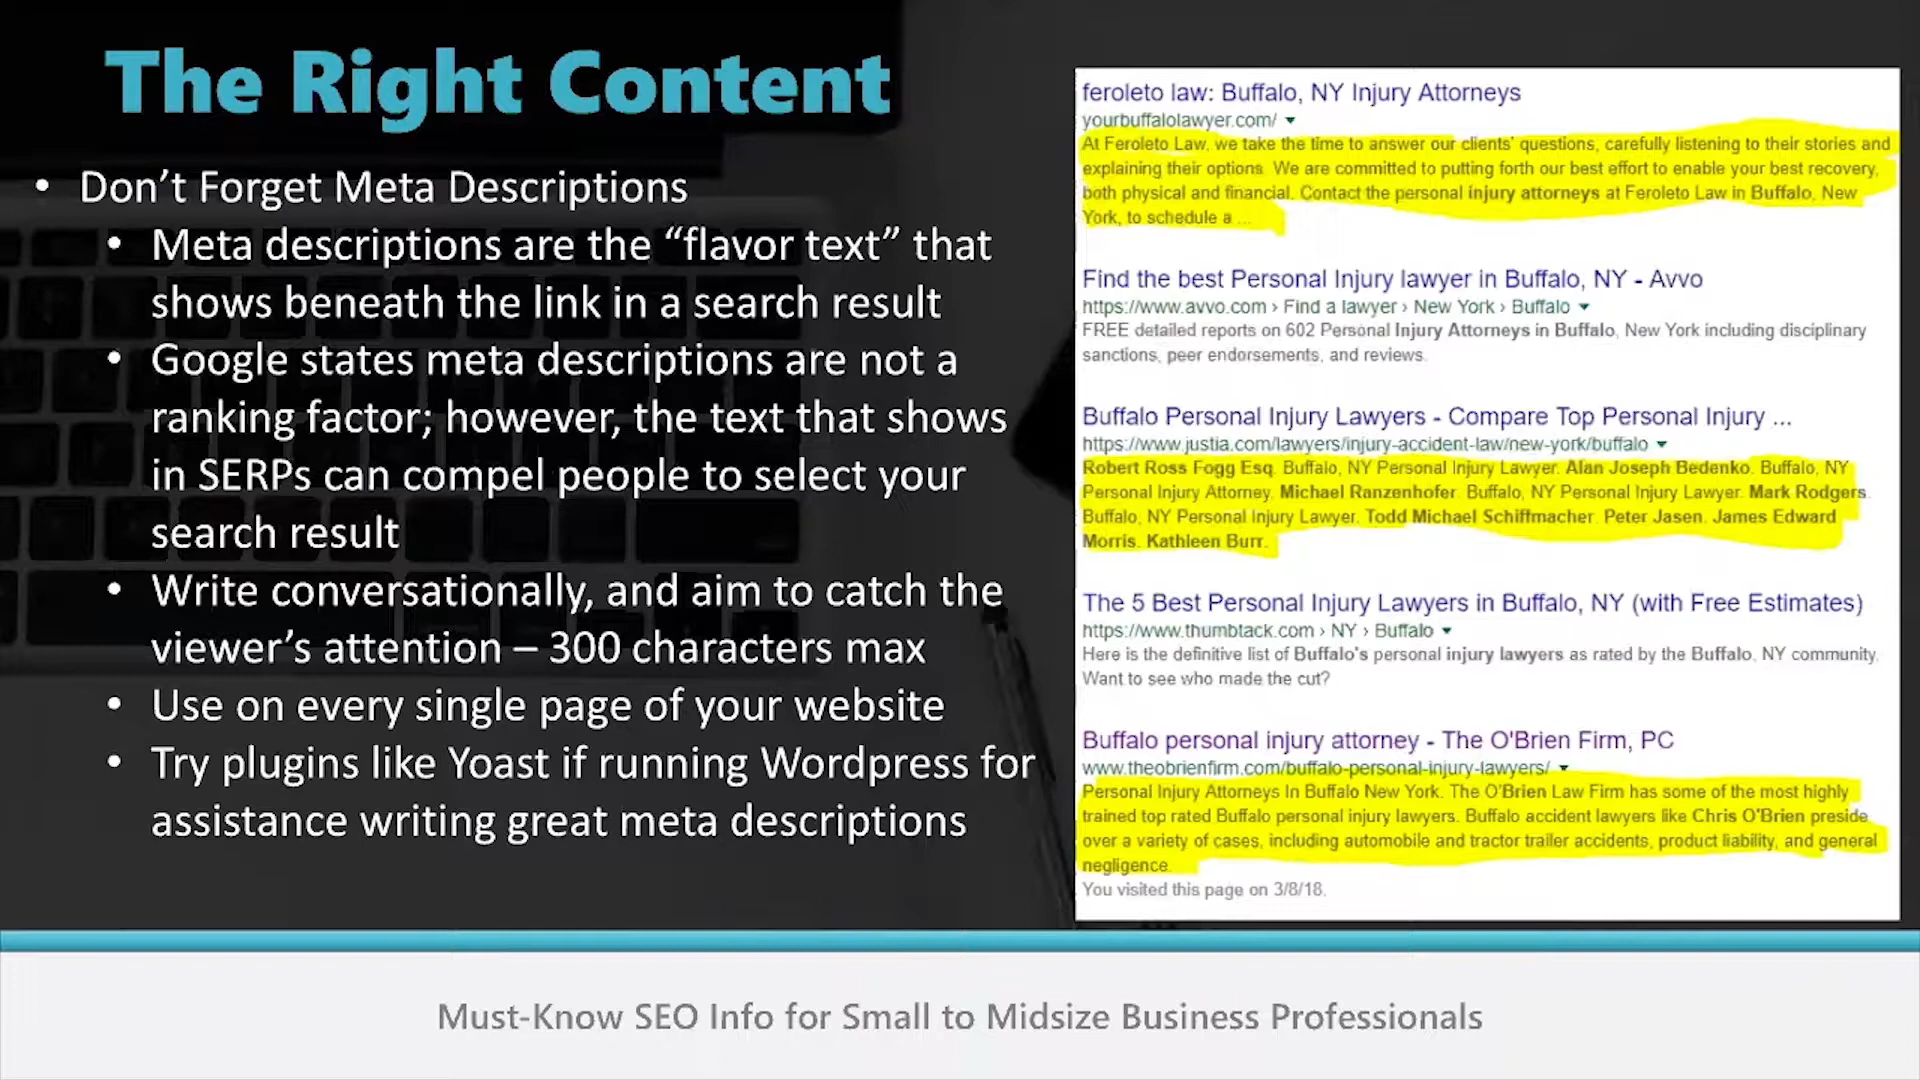 The Right Content
• Don’t Forget Meta Descriptions
• Meta descriptions are the “flavor text” that
shows beneath the link in a search result
• Google states meta descriptions are not a
ranking factor; however, the text that shows
in SERPs can compel people to select your
search result
• Write conversationally, and aim to catch the
viewer’s attention – 300 characters max
• Use on every single page of your website
• Try plugins like Yoast if running Wordpress for
assistance writing great meta descriptions
feroleto law: Buffalo, NY Injury Attorneys
yourbuffalolawyer.com/
At Feroleto Law, we take the time to answer our clients' questions, carefully listening to their stories and
explaining their options. We are committed to putting forth our best effort to enable your best recovery,
both physical and financial. Contact the personal injury attorneys at Feroleto Law in Buffalo, New
York, to schedule a ...
Find the best Personal Injury lawyer in Buffalo, NY - Avvo
https://www.avvo.com › Find a lawyer › New York › Buffalo
FREE detailed reports on 602 Personal Injury Attorneys in Buffalo, New York including disciplinary
sanctions, peer endorsements, and reviews.
Buffalo Personal Injury Lawyers - Compare Top Personal Injury ...
https://www.justia.com/lawyers/injury-accident-law/new-york/buffalo
Robert Ross Fogg Esq. Buffalo, NY Personal Injury Lawyer. Alan Joseph Bedenko. Buffalo, NY
Personal Injury Attorney. Michael Ranzenhofer. Buffalo, NY Personal Injury Lawyer. Mark Rodgers.
Buffalo, NY Personal Injury Lawyer. Todd Michael Schiffmacher. Peter Jasen. James Edward
Morris. Kathleen Burr.
The 5 Best Personal Injury Lawyers in Buffalo, NY (with Free Estimates)
https://www.thumbtack.com › NY › Buffalo
Here is the definitive list of Buffalo's personal injury lawyers as rated by the Buffalo, NY community.
Want to see who made the cut?
Buffalo personal injury attorney - The O'Brien Firm, PC
www.theobrienfirm.com/buffalo-personal-injury-lawyers/
Personal Injury Attorneys In Buffalo New York. The O'Brien Law Firm has some of the most highly
trained top rated Buffalo personal injury lawyers. Buffalo accident lawyers like Chris O'Brien preside
over a variety of cases, including automobile and tractor trailer accidents, product liability, and general
negligence.
You visited this page on 3/8/18.
Must-Know SEO Info for Small to Midsize Business Professionals